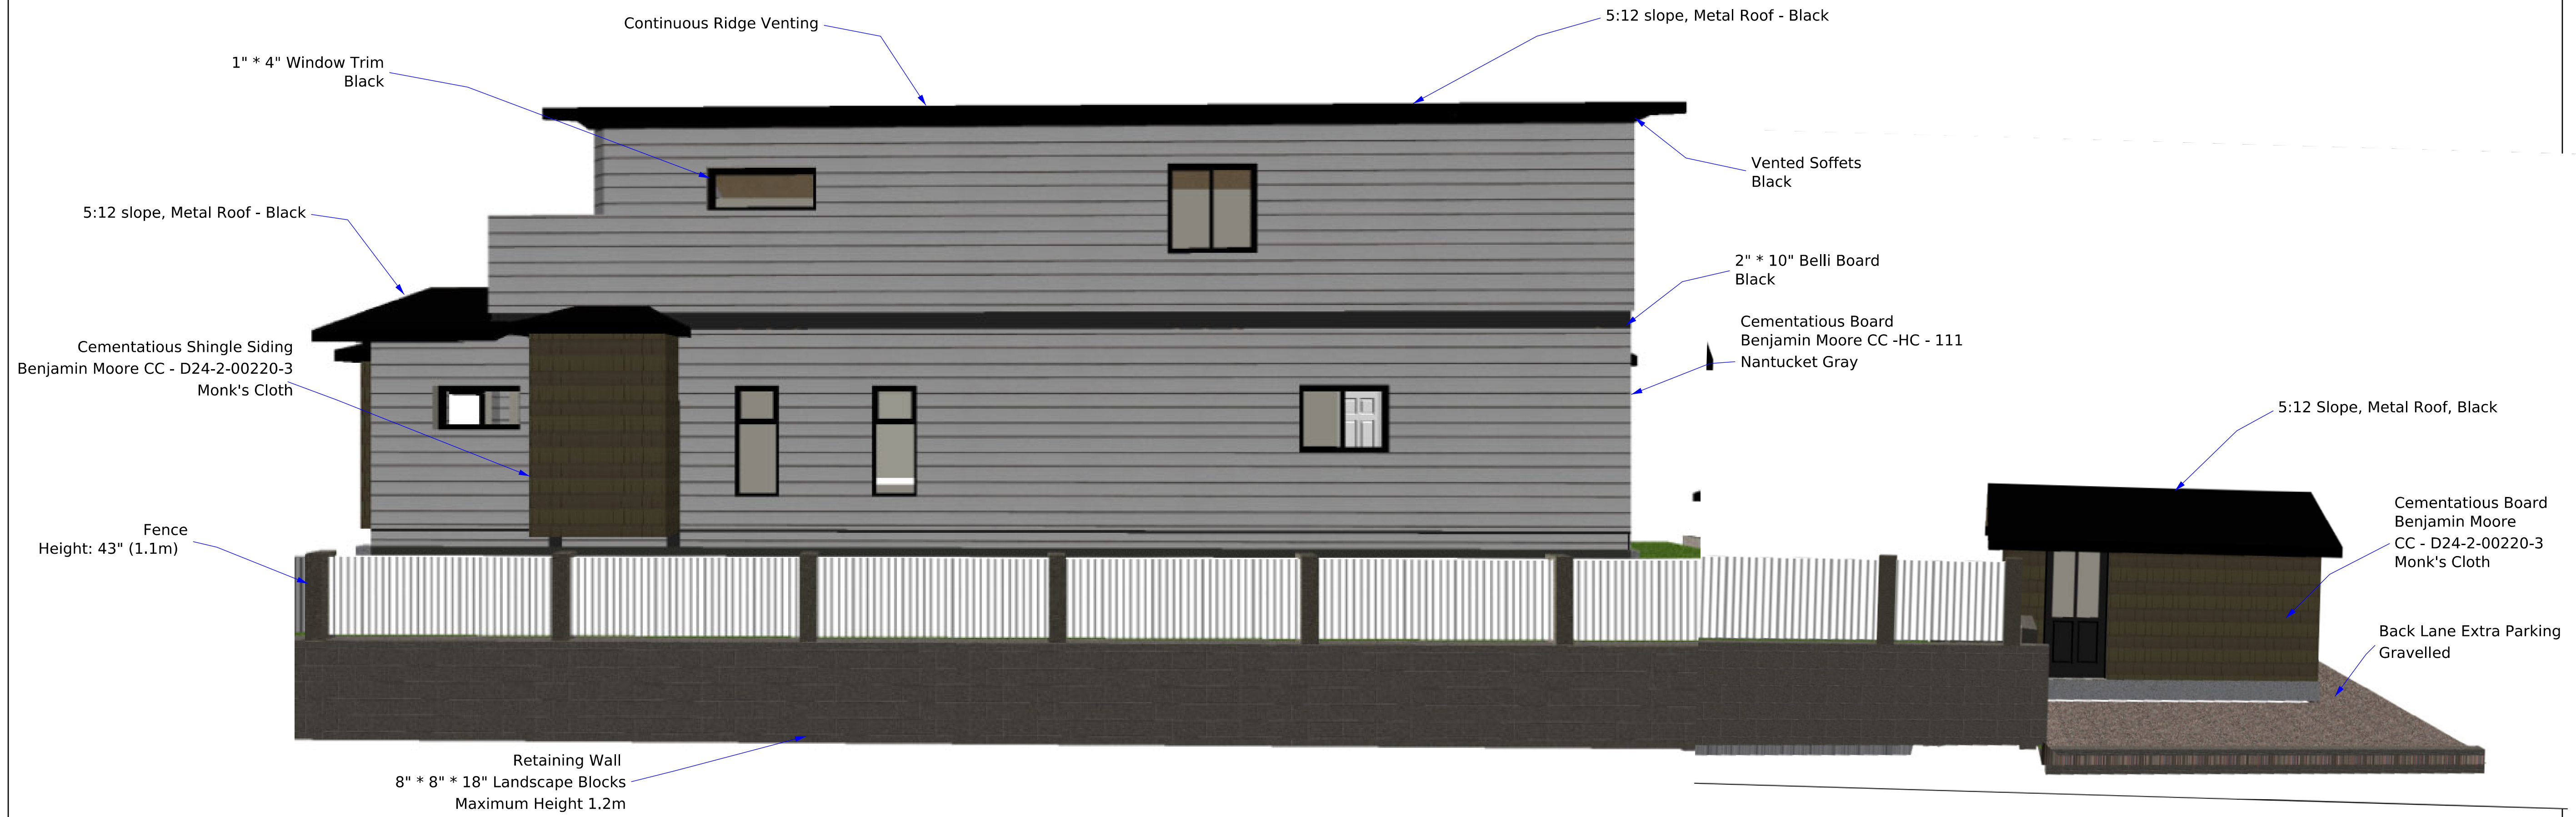 Continuous Ridge Venting
5:12 slope, Metal Roof - Black
1" * 4" Window Trim
Black
Vented Soffets
Black
5:12 slope, Metal Roof - Black
2" * 10" Belli Board
Black
Cementatious Board
Benjamin Moore CC -HC - 111
Nantucket Gray
Cementatious Shingle Siding
Benjamin Moore CC - D24-2-00220-3
Monk's Cloth
5:12 Slope, Metal Roof, Black
Cementatious Board
Benjamin Moore
CC - D24-2-00220-3
Monk's Cloth
Fence
Height: 43" (1.1m)
Back Lane Extra Parking
Gravelled
Retaining Wall
8" * 8" * 18" Landscape Blocks
Maximum Height 1.2m